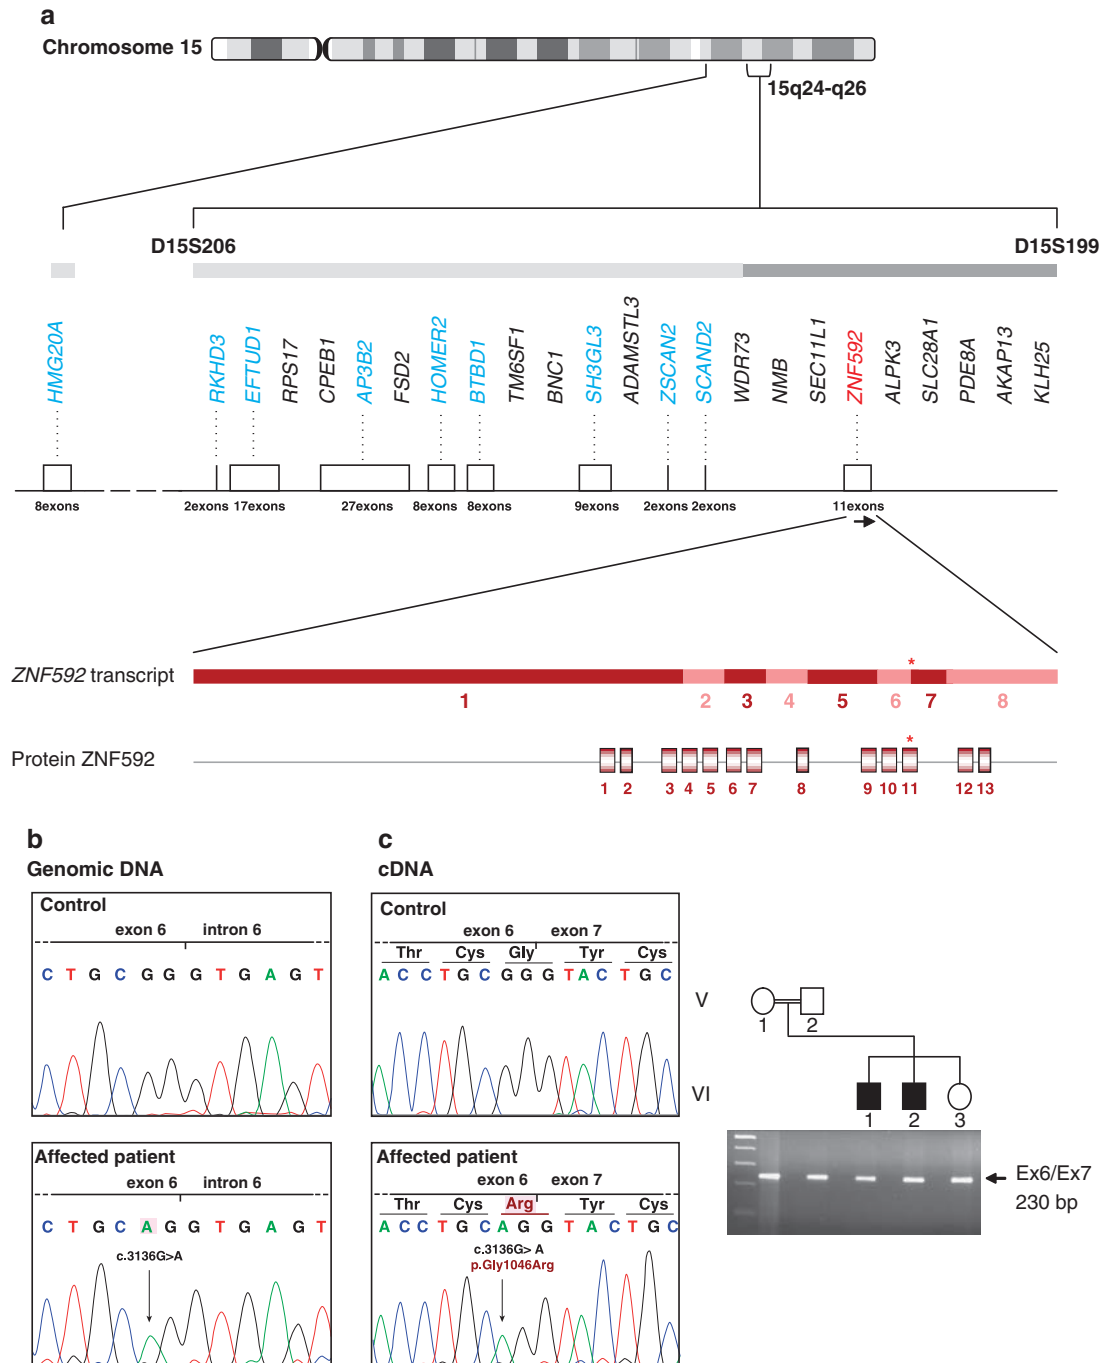 a
Chromosome 15
15q24-q26
D15S206
D15S199
HMG20A
RKHD3
EFTUD1
RPS17
CPEB1
AP3B2
FSD2
HOMER2
BTBD1
TM6SF1
BNC1
SH3GL3
ADAMSTL3
ZSCAN2
SCAND2
WDR73
NMB
SEC11L1
ZNF592
ALPK3
SLC28A1
PDE8A
AKAP13
KLH25
8exons 2exons 17exons 27exons 8exons 8exons 9exons 2exons 2exons 11exons
*
ZNF592 transcript
1 2 3 4 5 6 7 8
*
Protein ZNF592
1 2 3 4 5 6 7 8 9 10 11 12 13
b
Genomic DNA
Control
exon 6 intron 6
C T G C G G G T G A G T
Affected patient
exon 6 intron 6
C T G C A G G T G A G T
c.3136G>A
c
cDNA
Control
exon 6 exon 7
Thr Cys Gly Tyr Cys
A C C T G C G G G T A C T G C
Affected patient
exon 6 exon 7
Thr Cys Arg Tyr Cys
A C C T G C A G G T A C T G C
c.3136G> A
p.Gly1046Arg
V
1 2
VI
1 2 3
Ex6/Ex7
230 bp